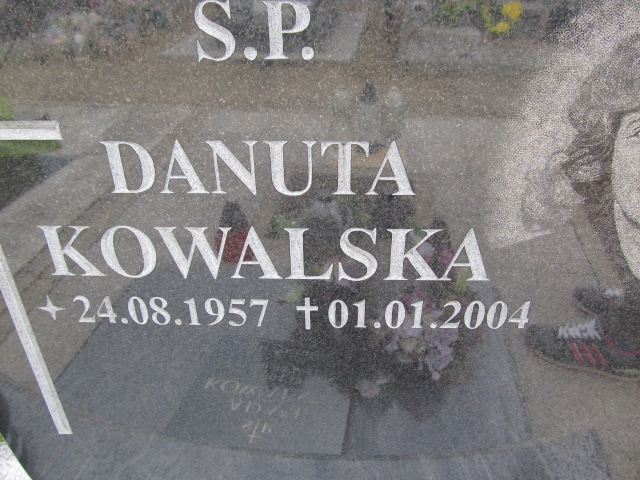 S.P.
DANUTA
KOWALSKA
24.08.1957 †01.01.2004